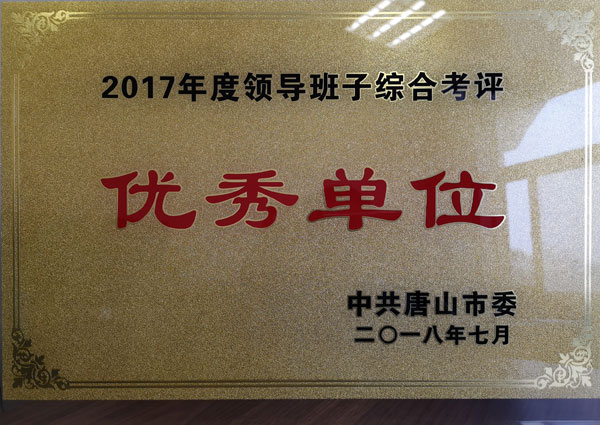 2017年度领导班子综合考评
优秀单位
中共唐山市委
二〇一八年七月